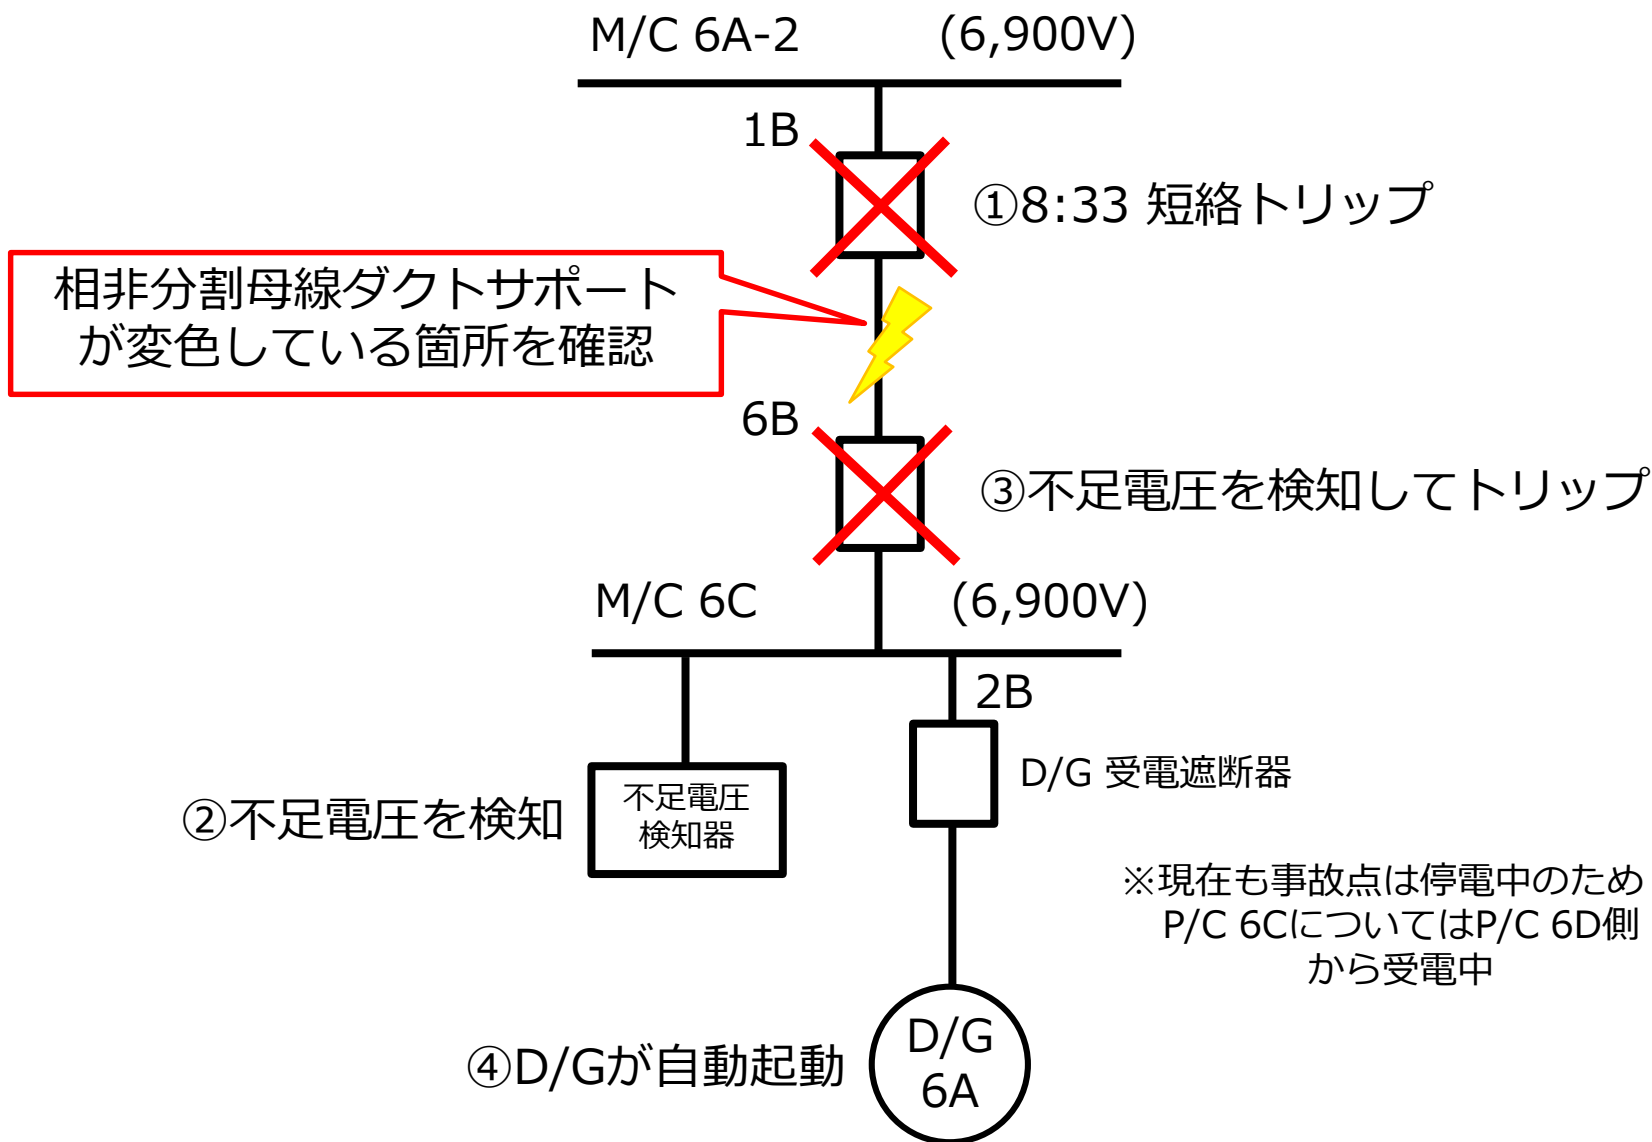 M/C 6A-2 (6,900V)
1B
①8:33 短絡トリップ
相非分割母線ダクトサポート
が変色している箇所を確認
6B
③不足電圧を検知してトリップ
M/C 6C (6,900V)
2B
D/G 受電遮断器
②不足電圧を検知
不足電圧
検知器
※現在も事故点は停電中のため
P/C 6CについてはP/C 6D側
から受電中
④D/Gが自動起動
D/G
6A